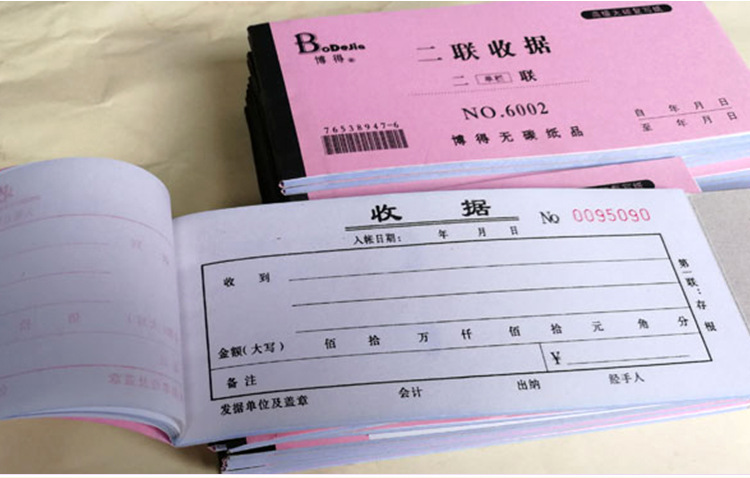 BoDeJia
博得®
二联收据
二 单栏 联
NO.6002
自 年 月 日
至 年 月 日
博得无碳纸品
76538947-6
收 据
No 0095090
入帐日期: 年 月 日
收 到
金额(大写) 佰 拾 万 仟 佰 拾 元 角 分
¥
备 注
第一联:存根
发据单位及盖章 会计 出纳 经手人